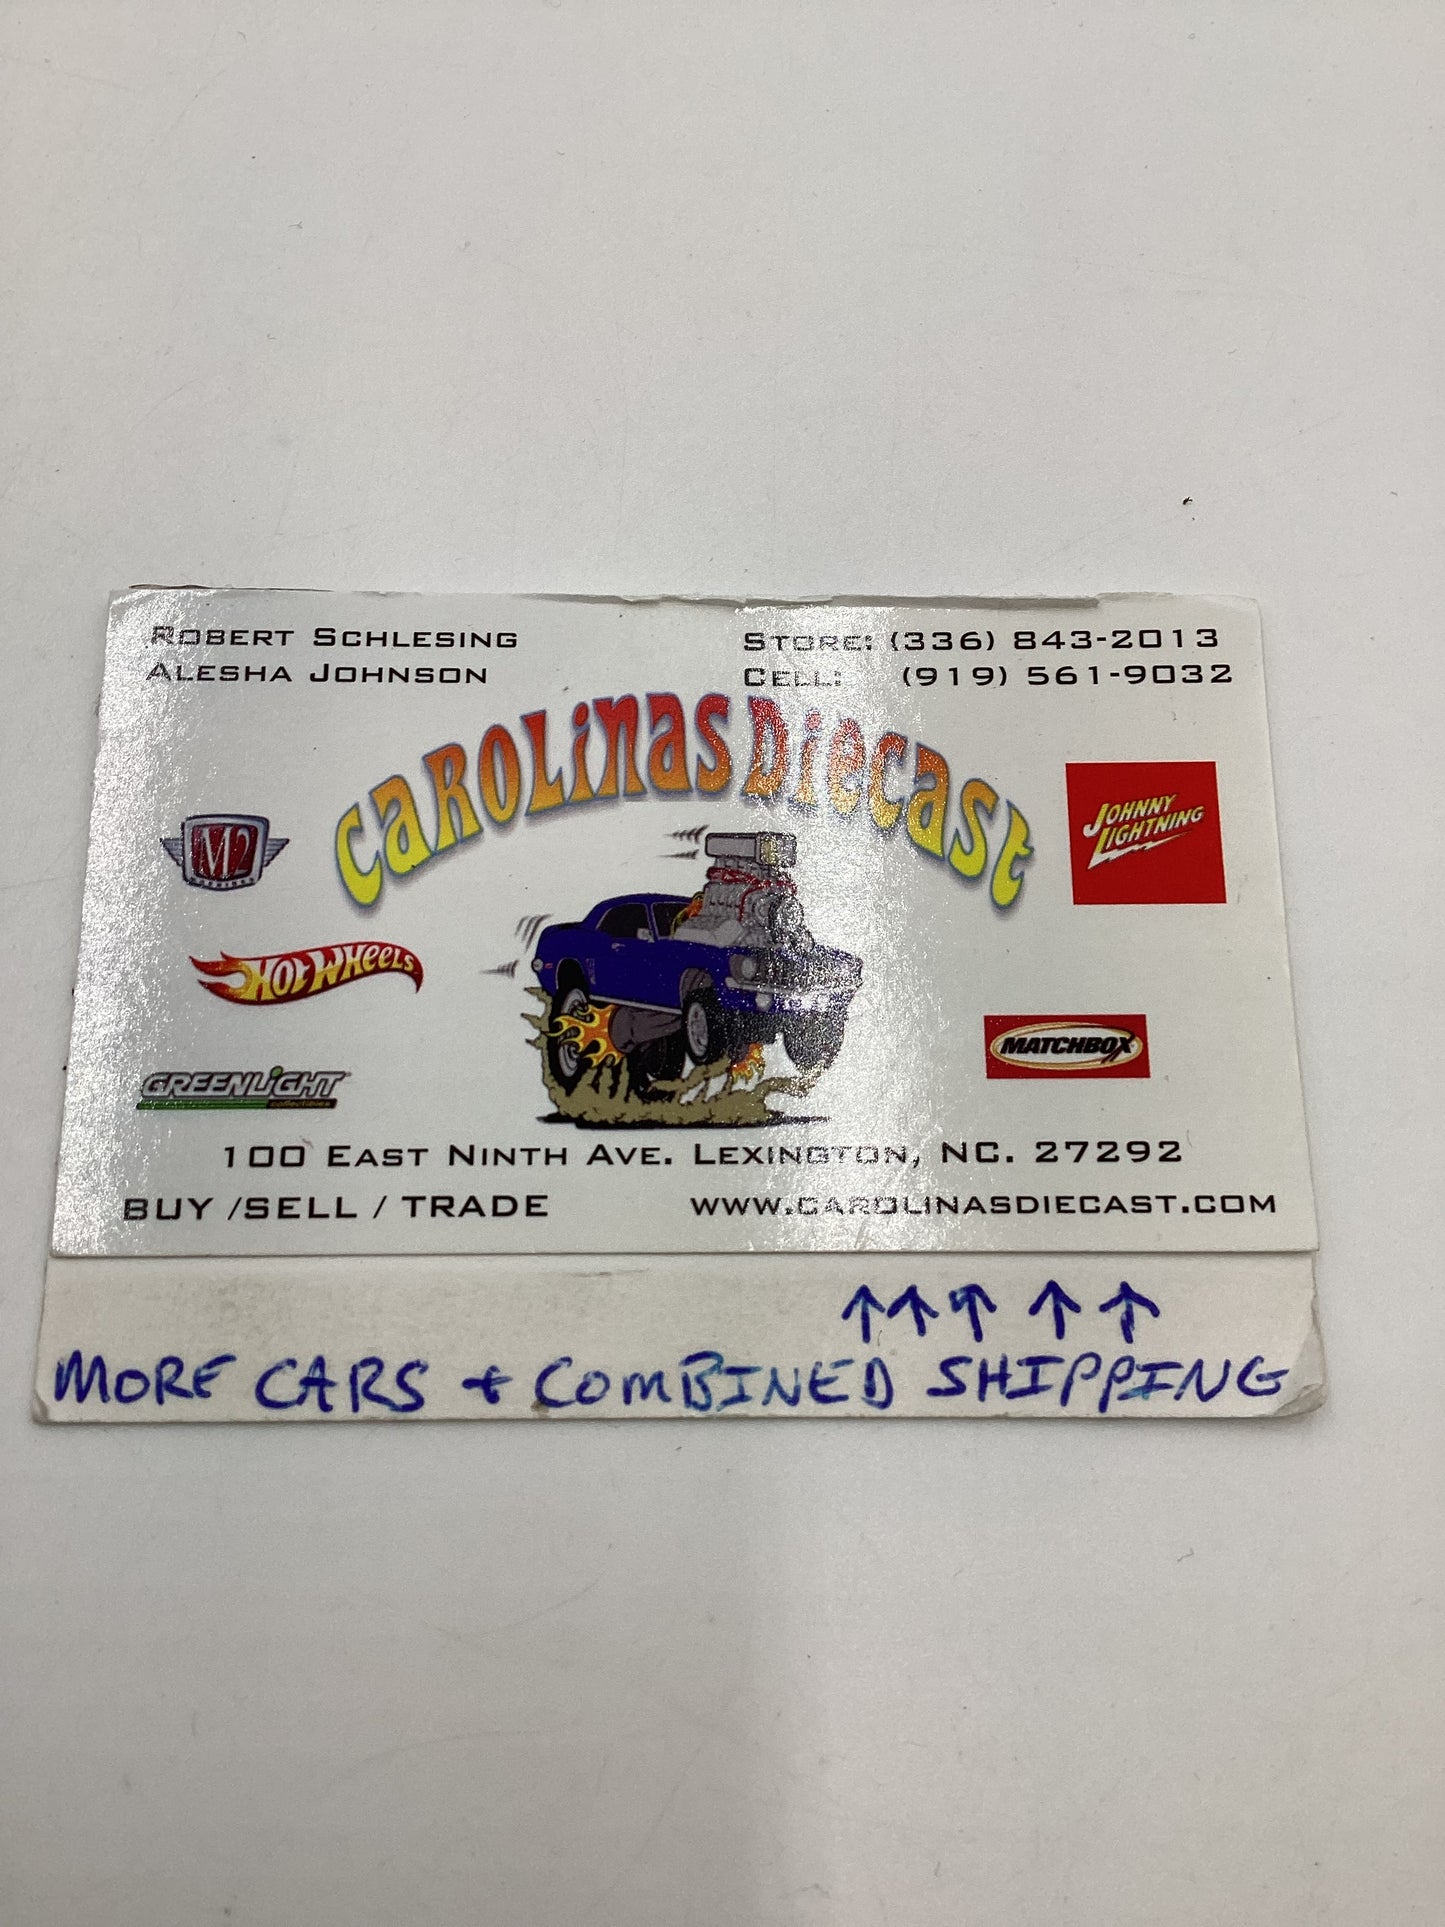 ROBERT SCHLESING
ALESHA JOHNSON
STORE: (336) 843-2013
CELL: (919) 561-9032
CAROLINAS DIECAST
M2
MACHINES
JOHNNY
LIGHTNING
HOT WHEELS
MATCHBOX
GREENLIGHT
collectibles
100 EAST NINTH AVE. LEXINGTON, NC. 27292
BUY /SELL / TRADE
WWW.CAROLINASDIECAST.COM
↑↑↑↑↑
MORE CARS + COMBINED SHIPPING